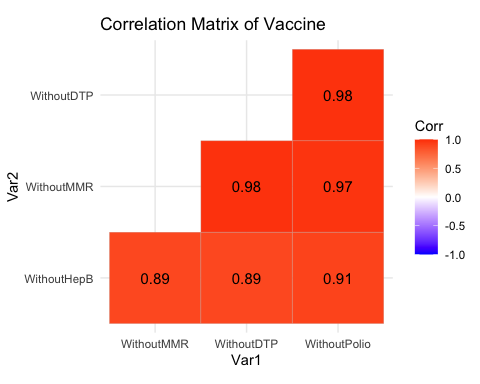 Correlation Matrix of Vaccine
Var2
WithoutDTP
WithoutMMR
WithoutHepB
0.98
0.98 0.97
0.89 0.89 0.91
WithoutMMR WithoutDTP WithoutPolio
Var1
Corr
1.0
0.5
0.0
-0.5
-1.0